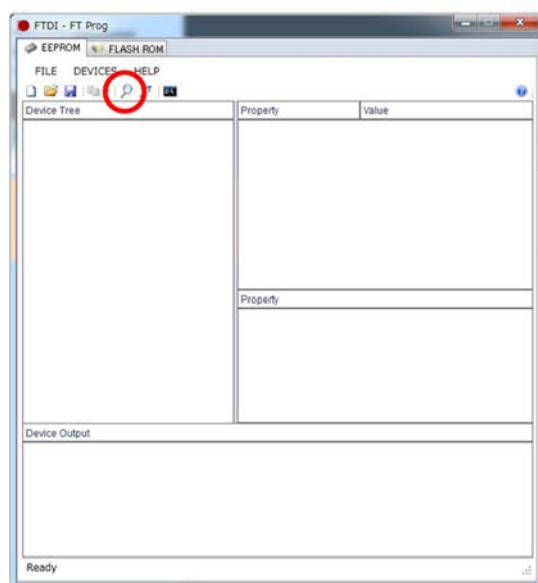 FTDI - FT Prog
EEPROM FLASH ROM
FILE DEVICES HELP
Device Tree Property Value
Property
Device Output
Ready